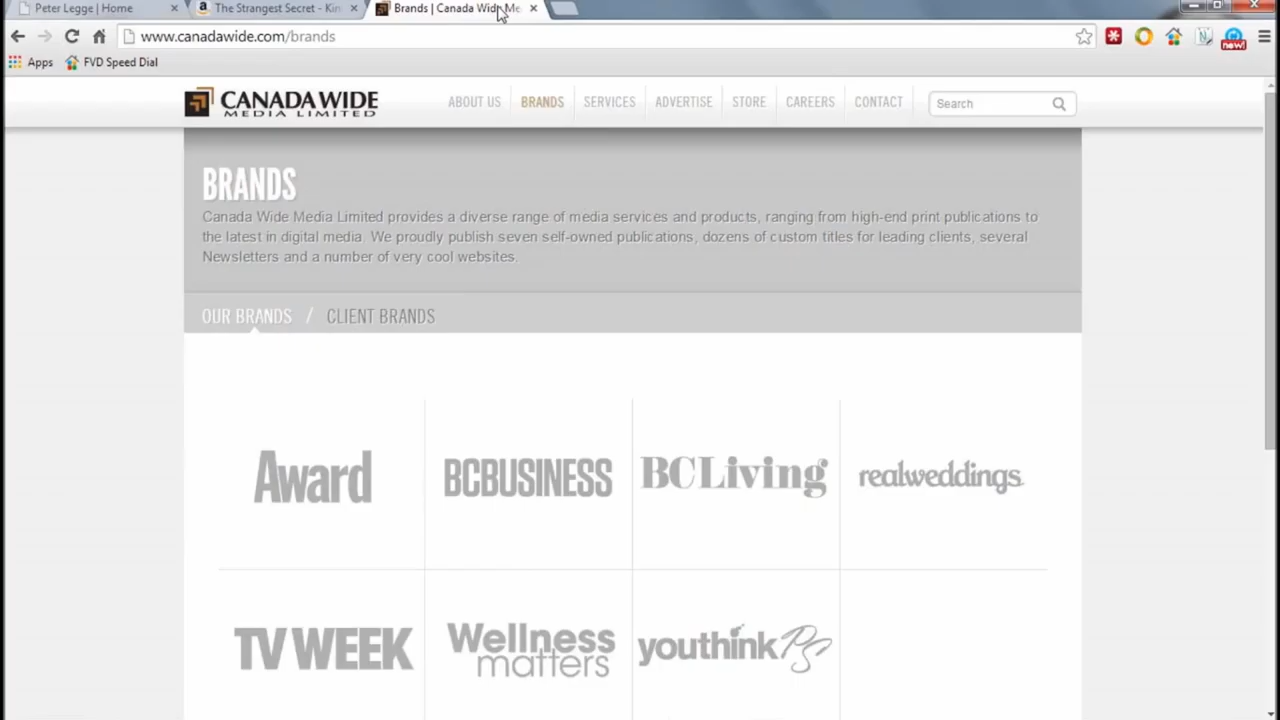 Peter Legge | Home
The Strangest Secret - Kin
Brands | Canada Wide Me
www.canadawide.com/brands
now!
Apps
FVD Speed Dial
CANADA WIDE
MEDIA LIMITED
ABOUT US
BRANDS
SERVICES
ADVERTISE
STORE
CAREERS
CONTACT
Search
BRANDS
Canada Wide Media Limited provides a diverse range of media services and products, ranging from high-end print publications to
the latest in digital media. We proudly publish seven self-owned publications, dozens of custom titles for leading clients, several
Newsletters and a number of very cool websites.
OUR BRANDS / CLIENT BRANDS
Award
BCBUSINESS
BCLiving
realweddings
TV WEEK
Wellness
matters
youthink PS